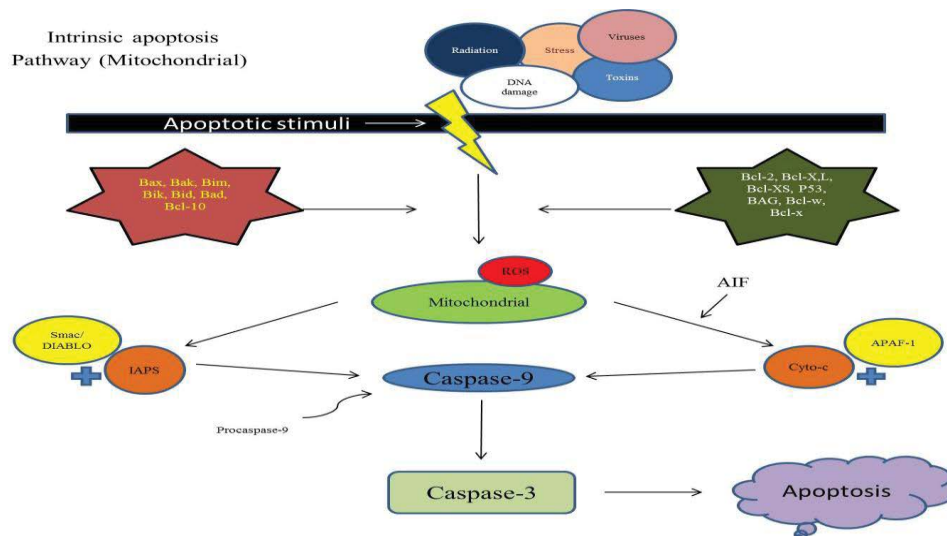 Intrinsic apoptosis
Pathway (Mitochondrial)
Radiation
Stress
Viruses
DNA
damage
Toxins
Apoptotic stimuli
Bax, Bak, Bim,
Bik, Bid, Bad,
Bcl-10
Bcl-2, Bcl-X,L,
Bcl-XS, P53,
BAG, Bcl-w,
Bcl-x
ROS
Mitochondrial
AIF
Smac/
DIABLO
IAPS
APAF-1
Cyto-c
Caspase-9
Procaspase-9
Caspase-3
Apoptosis